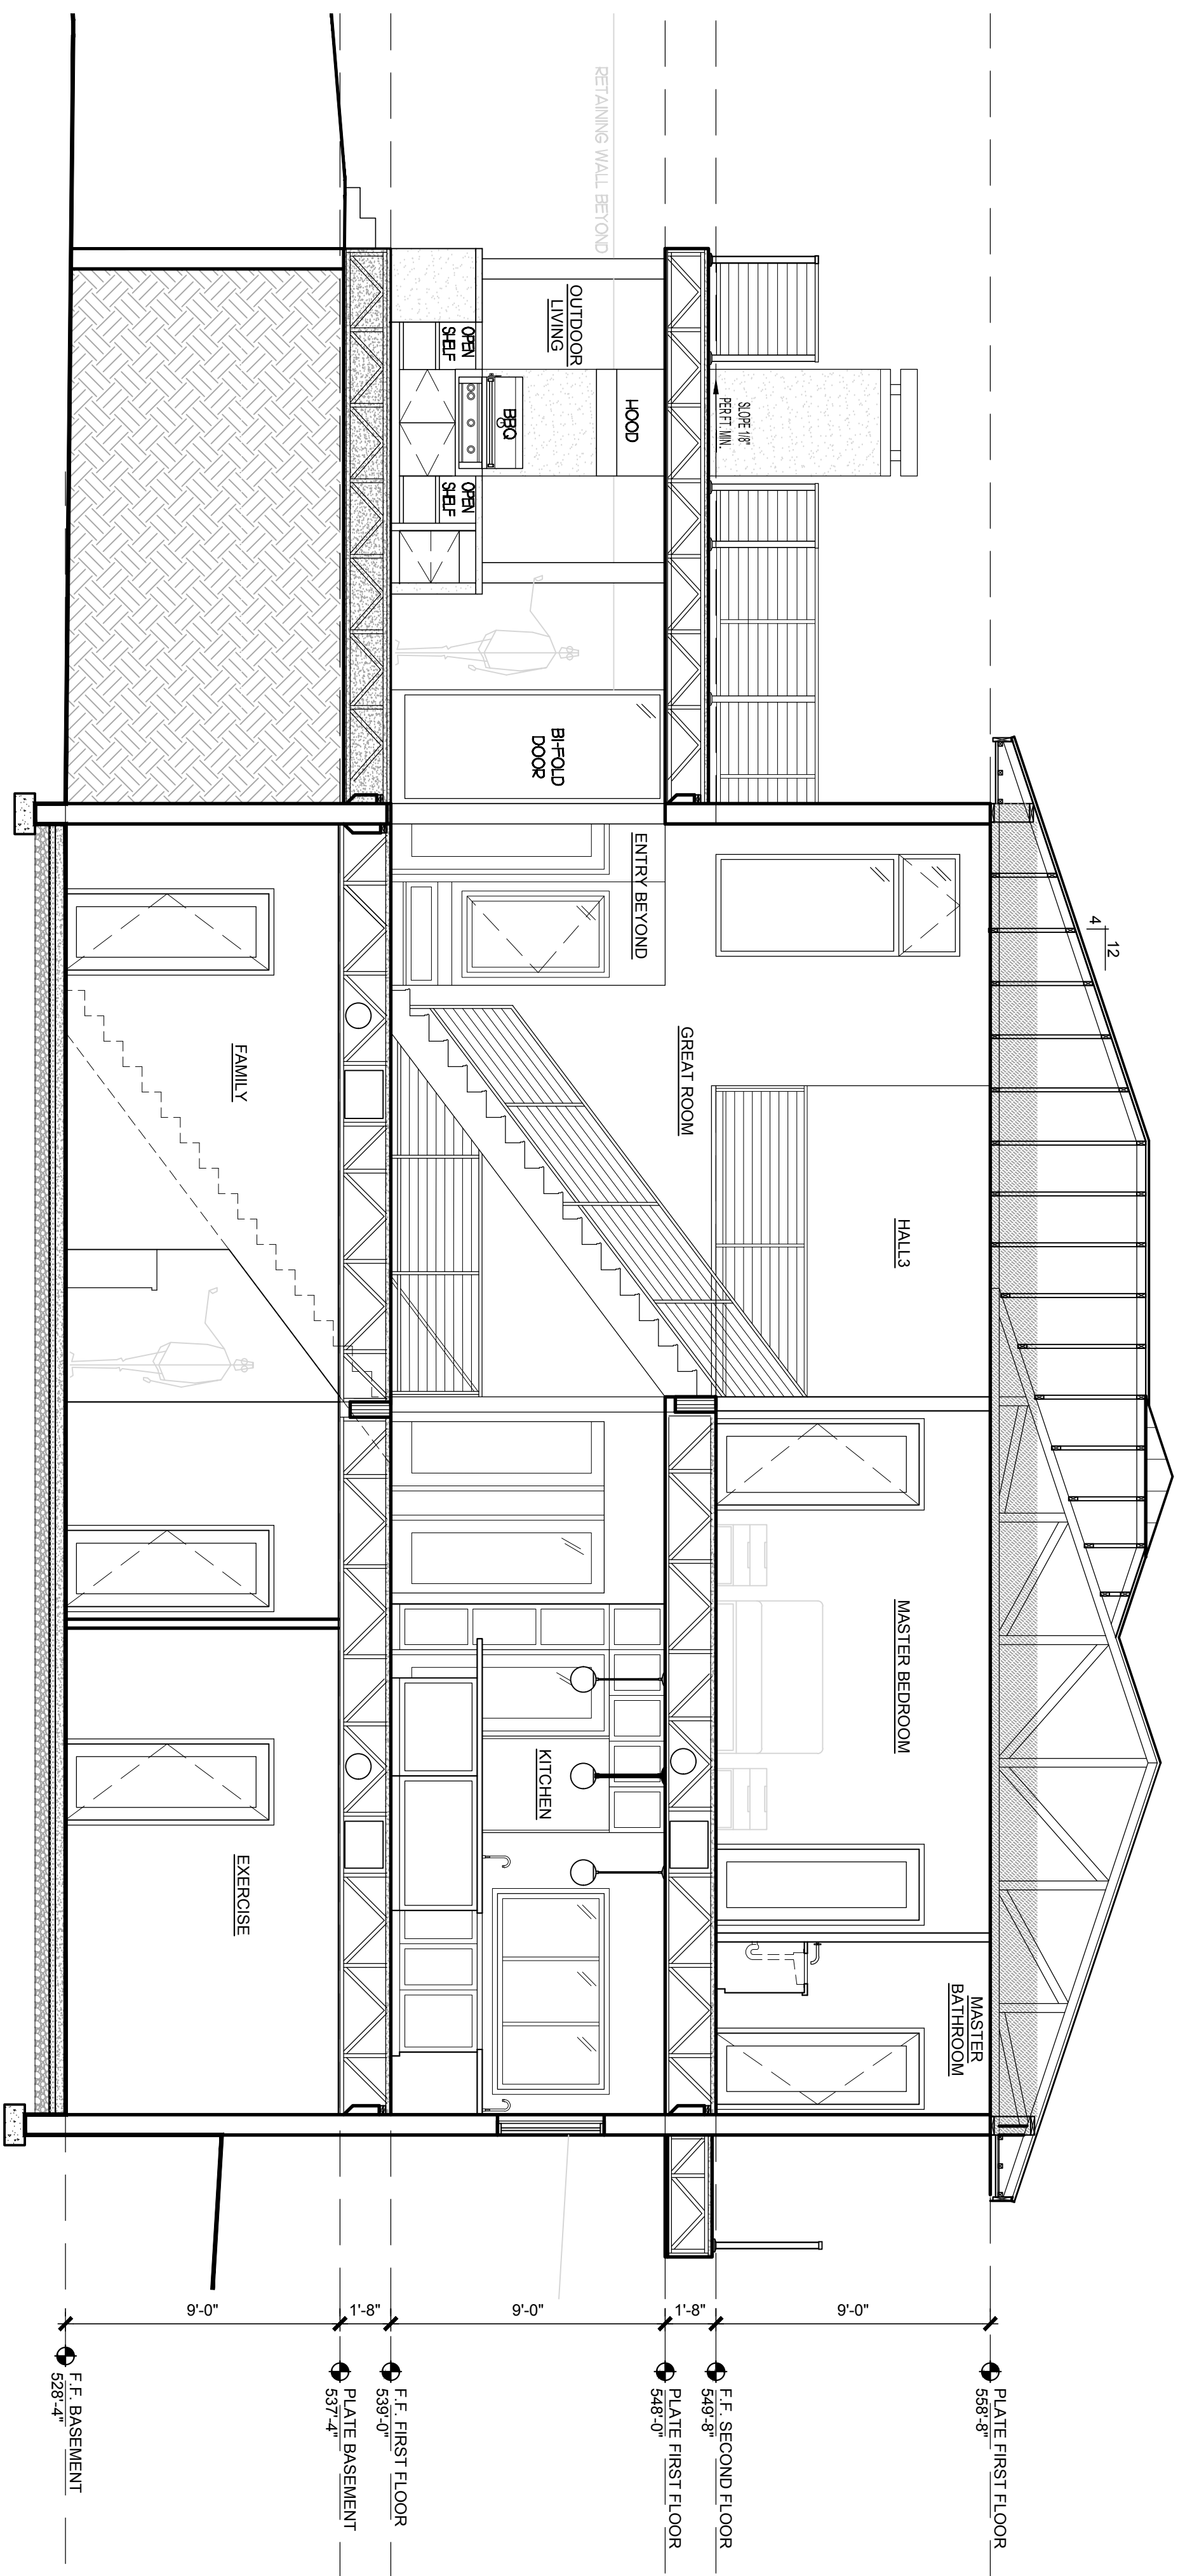 12
4
SLOPE 1/8"
PER FT. MIN.
HALL3
MASTER BEDROOM
MASTER
BATHROOM
GREAT ROOM
ENTRY BEYOND
RETAINING WALL BEYOND
OUTDOOR
LIVING
HOOD
BBQ
OPEN
SHELF
OPEN
SHELF
BI-FOLD
DOOR
KITCHEN
FAMILY
EXERCISE
9'-0"
1'-8"
9'-0"
1'-8"
9'-0"
PLATE FIRST FLOOR
558'-8"
F.F. SECOND FLOOR
549'-8"
PLATE FIRST FLOOR
548'-0"
F.F. FIRST FLOOR
539'-0"
PLATE BASEMENT
537'-4"
F.F. BASEMENT
528'-4"